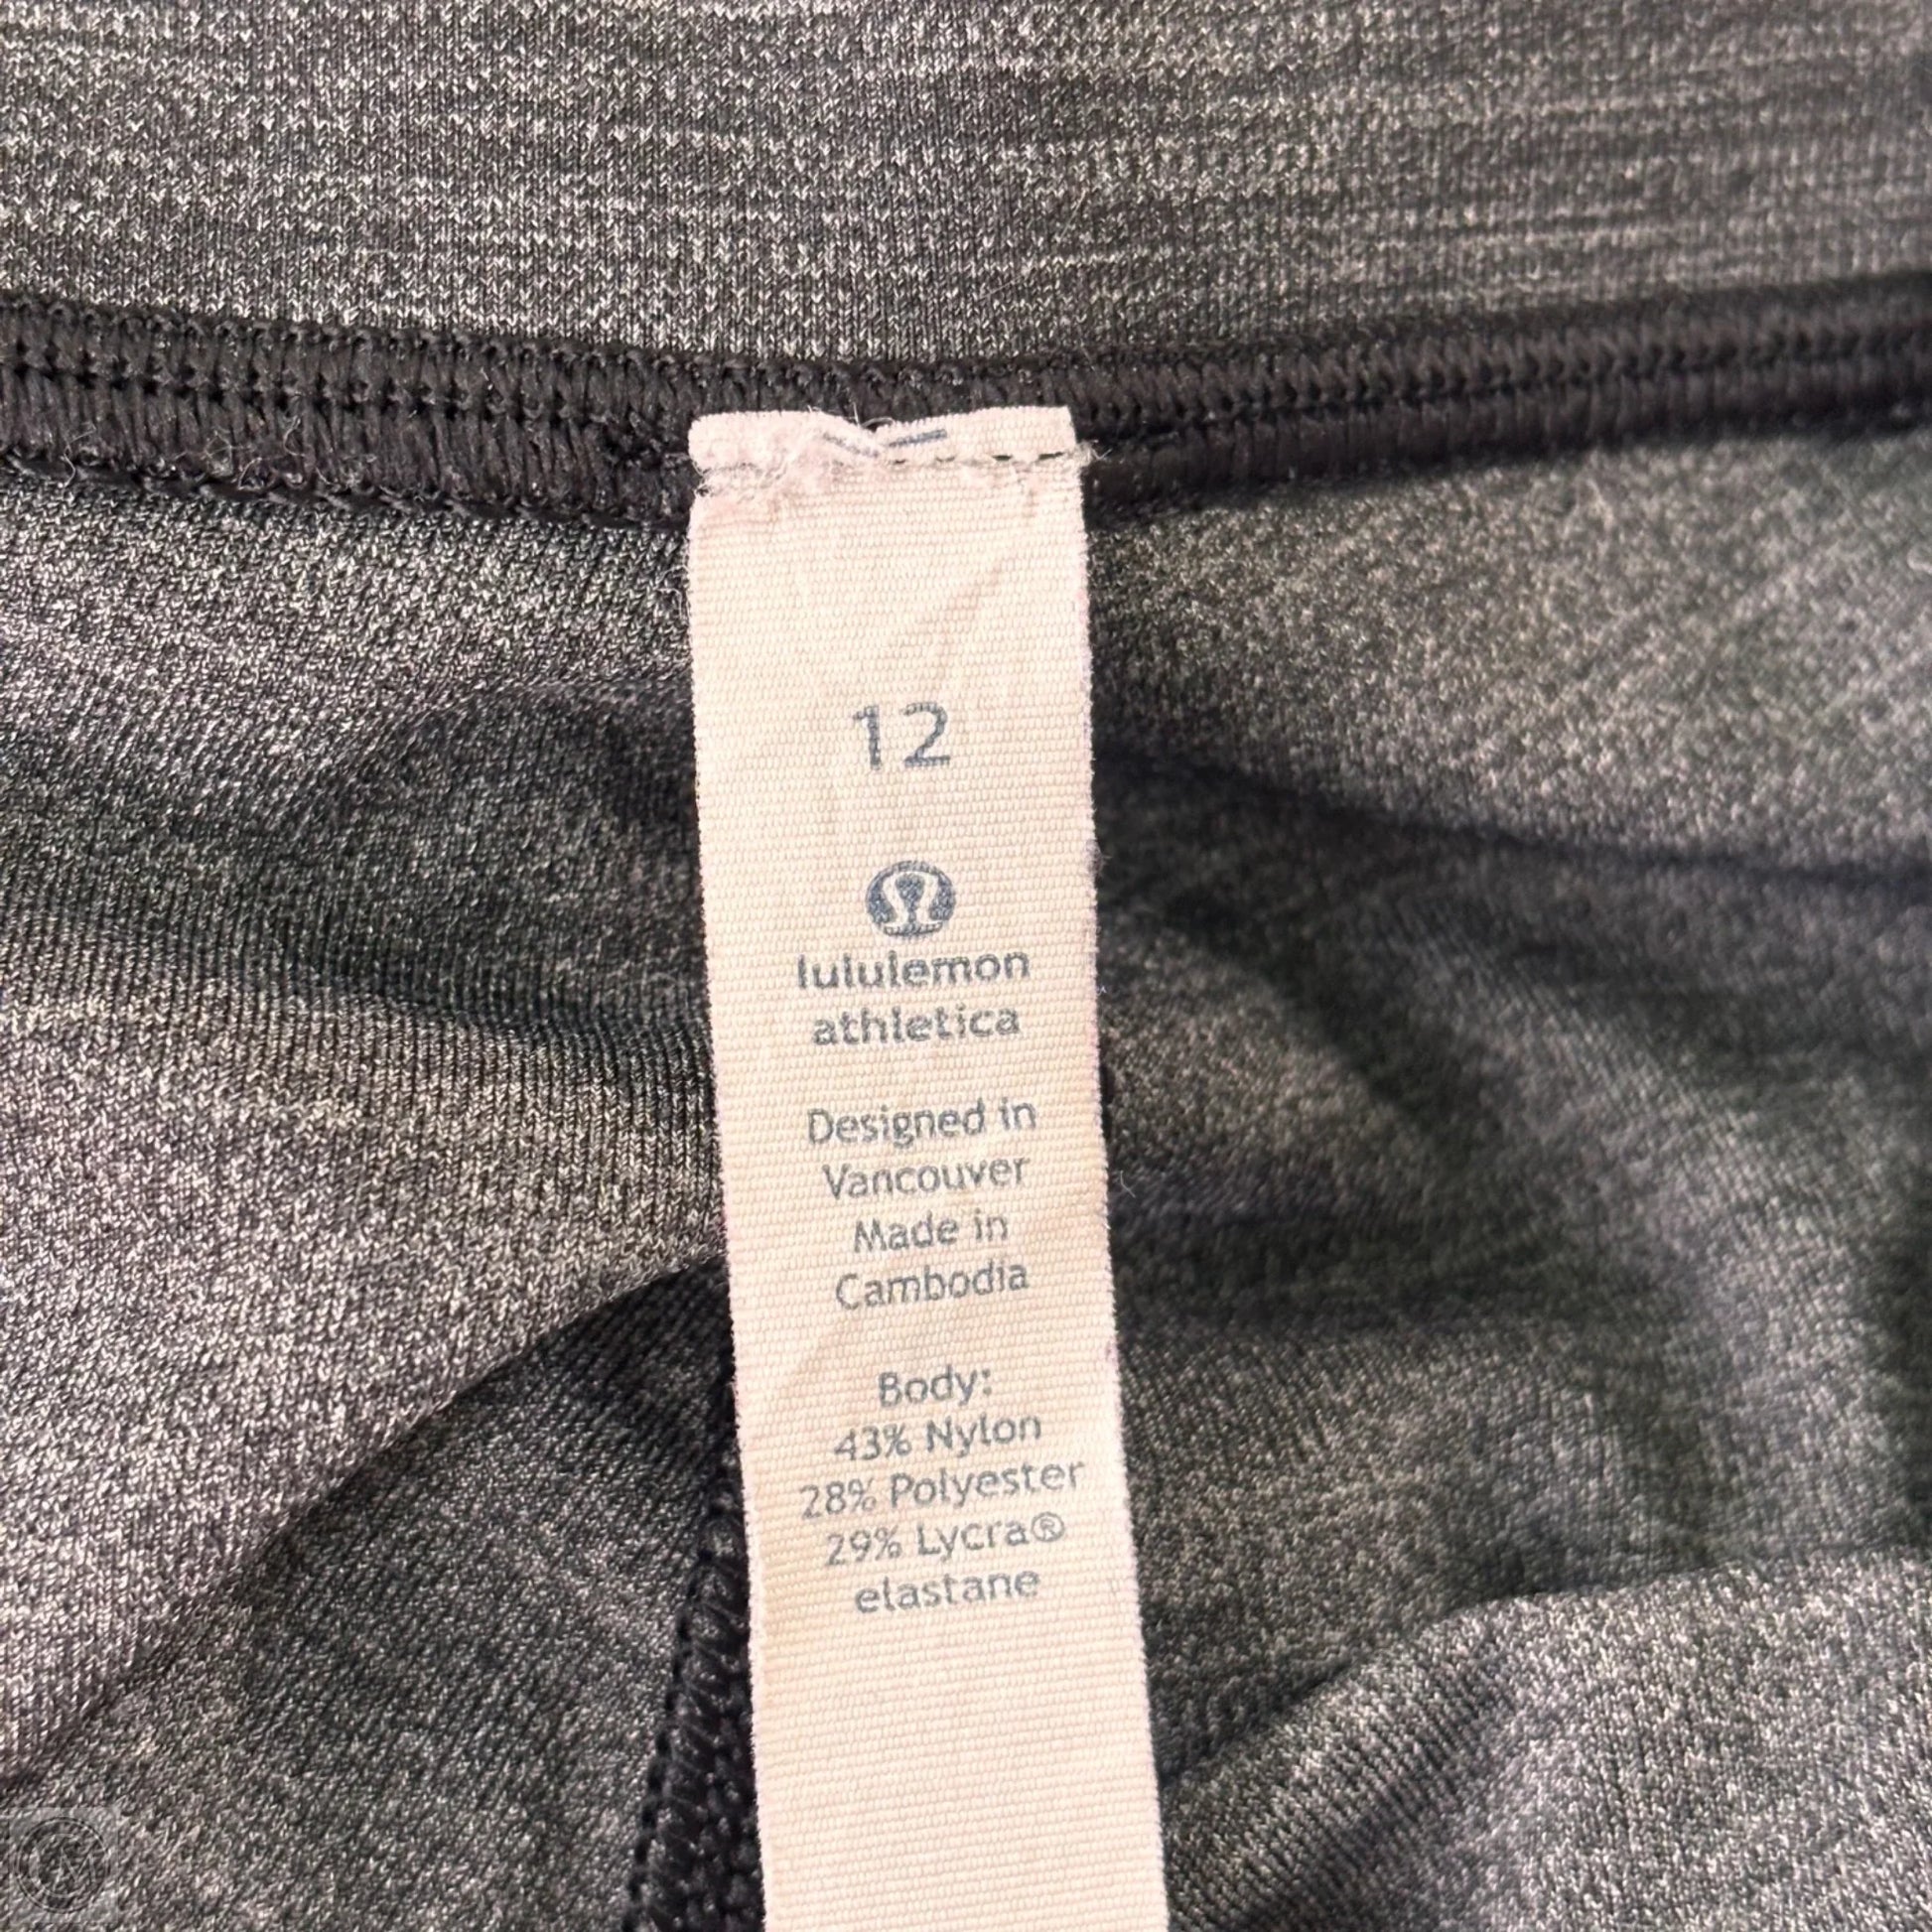 12
lululemon
athletica
Designed in
Vancouver
Made in
Cambodia
Body:
43% Nylon
28% Polyester
29% Lycra®
elastane